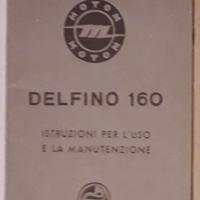 MOTOM
m
MOTOM
DELFINO 160
ISTRUZIONI PER L'USO
E LA MANUTENZIONE